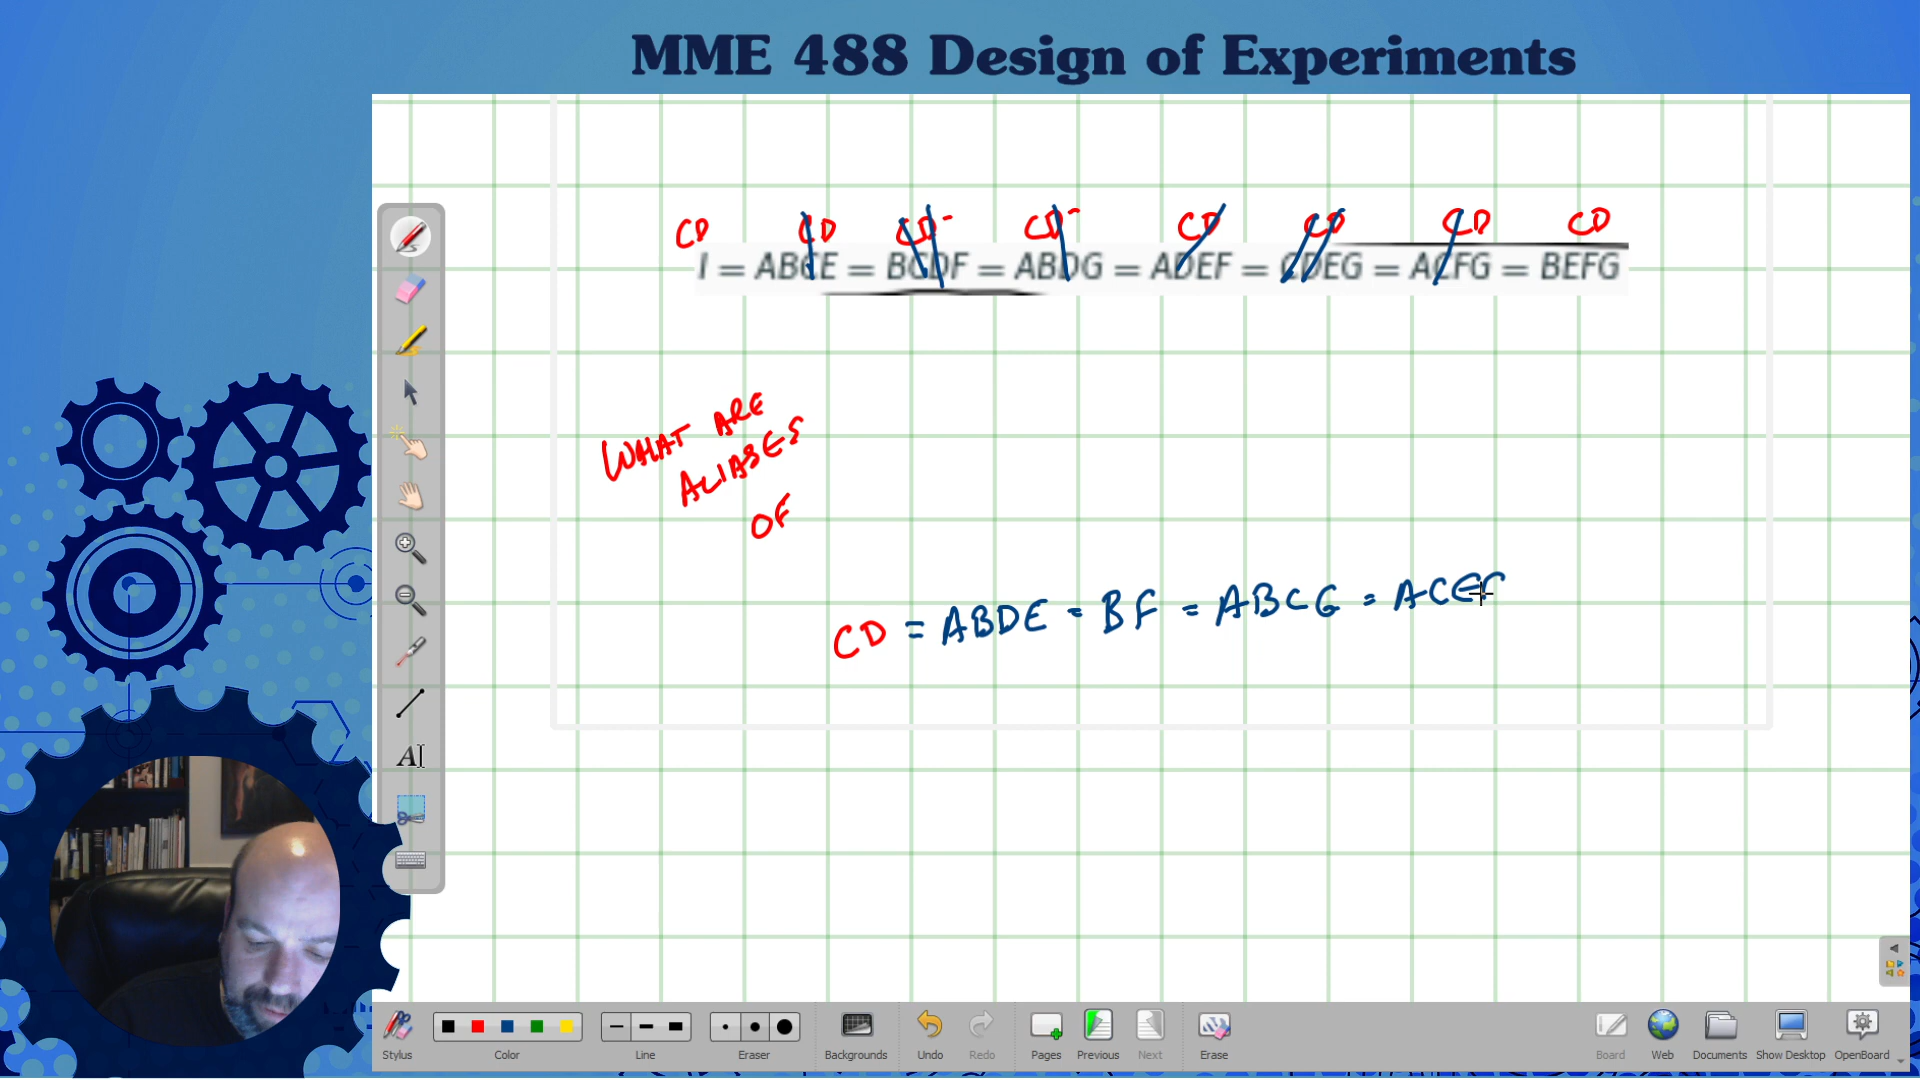 MME 488 Design of Experiments
CD CD CD CD CD CD CD CD
I = ABCE = BCDF = ABDG = ADEF = CDEG = ACFG = BEFG
WHAT ARE
ALIASES
OF
CD = ABDE = BF = ABCG = ACEF
AI
Stylus Color Line Eraser Backgrounds Undo Redo Pages Previous Next Erase Board Web Documents Show Desktop OpenBoard